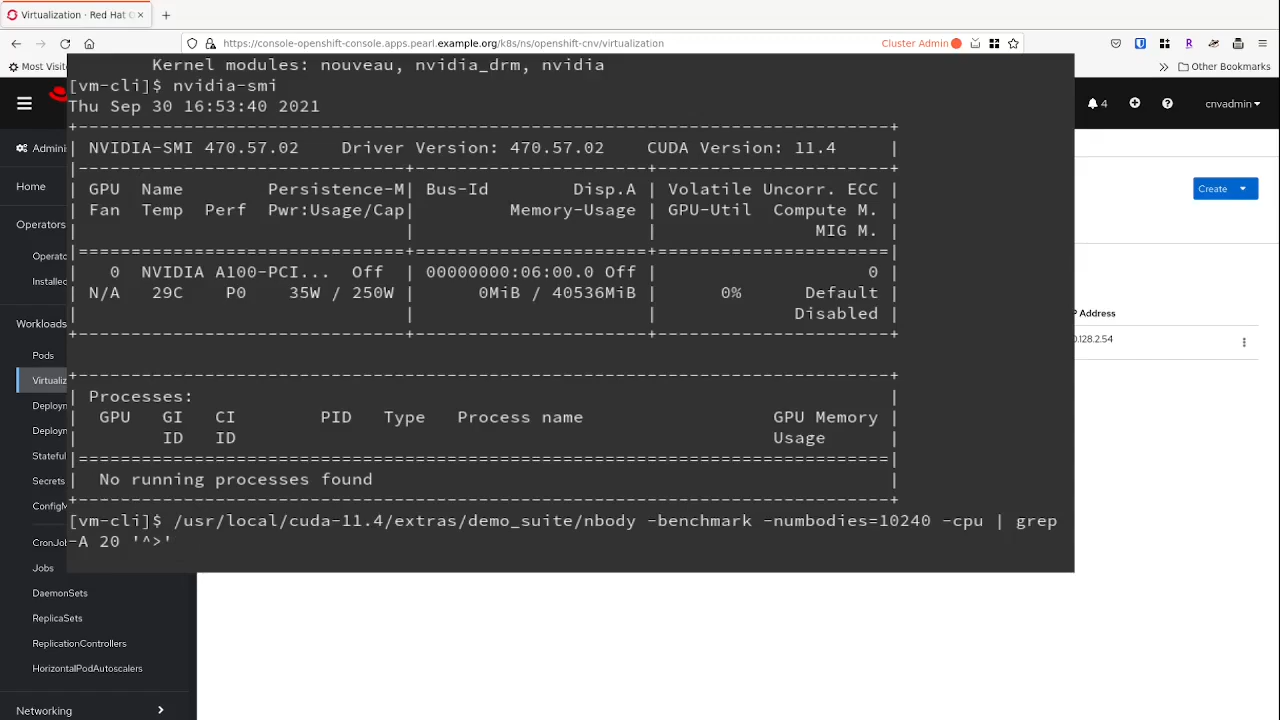 Virtualization · Red Hat O
https://console-openshift-console.apps.pearl.example.org/k8s/ns/openshift-cnv/virtualization
Cluster Admin
Most Visite
Other Bookmarks
4
cnvadmin
Admini
Home
Operators
Operato
Installed
Workloads
Pods
Virtualiz
Deploym
Deploym
Stateful
Secrets
ConfigM
CronJo
Jobs
DaemonSets
ReplicaSets
ReplicationControllers
HorizontalPodAutoscalers
Networking
Create
P Address
0.128.2.54
Kernel modules: nouveau, nvidia_drm, nvidia
[vm-cli]$ nvidia-smi
Thu Sep 30 16:53:40 2021
+-----------------------------------------------------------------------------+
| NVIDIA-SMI 470.57.02    Driver Version: 470.57.02    CUDA Version: 11.4     |
|-------------------------------+----------------------+----------------------+
| GPU  Name        Persistence-M| Bus-Id        Disp.A | Volatile Uncorr. ECC |
| Fan  Temp  Perf  Pwr:Usage/Cap|         Memory-Usage | GPU-Util  Compute M. |
|                               |                      |               MIG M. |
|===============================+======================+======================|
|   0  NVIDIA A100-PCI...  Off  | 00000000:06:00.0 Off |                    0 |
| N/A   29C    P0    35W / 250W |      0MiB / 40536MiB |      0%      Default |
|                               |                      |             Disabled |
+-------------------------------+----------------------+----------------------+
+-----------------------------------------------------------------------------+
| Processes:                                                                  |
|  GPU   GI   CI        PID   Type   Process name                  GPU Memory |
|        ID   ID                                                   Usage      |
|=============================================================================|
|  No running processes found                                                 |
+-----------------------------------------------------------------------------+
[vm-cli]$ /usr/local/cuda-11.4/extras/demo_suite/nbody -benchmark -numbodies=10240 -cpu | grep
-A 20 '^>'